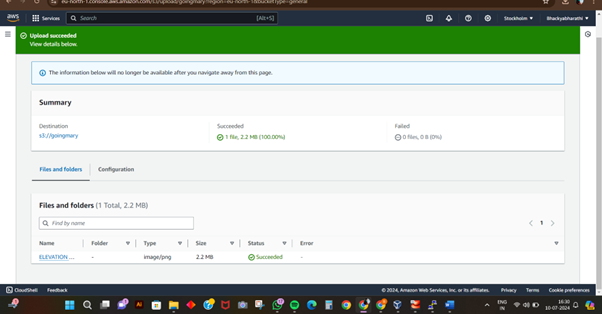 eu-north-1.console.aws.amazon.com/s3/upload/goingmary?region=eu-north-1&bucketType=general
aws Services Search [Alt+S] Stockholm Bhackyabharathi
Upload succeeded
View details below.
The information below will no longer be available after you navigate away from this page.
Summary
Destination Succeeded Failed
s3://goingmary 1 file, 2.2 MB (100.00%) 0 files, 0 B (0%)
Files and folders Configuration
Files and folders (1 Total, 2.2 MB)
Find by name 1
Name Folder Type Size Status Error
ELEVATION ... - image/png 2.2 MB Succeeded -
CloudShell Feedback © 2024, Amazon Web Services, Inc. or its affiliates. Privacy Terms Cookie preferences
ENG 16:30
IN 10-07-2024